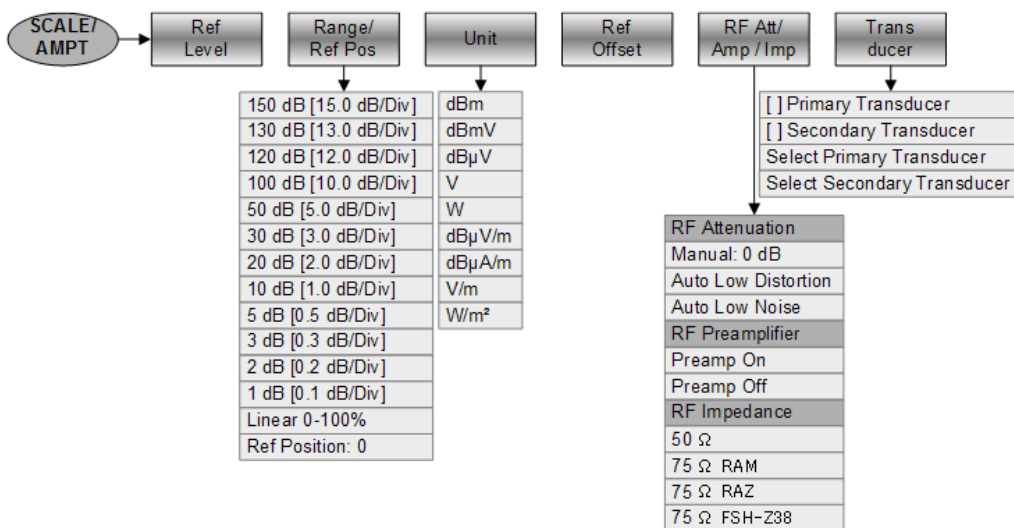 SCALE/
AMPT
Ref
Level
Range/
Ref Pos
Unit
Ref
Offset
RF Att/
Amp / Imp
Trans
ducer
150 dB [15.0 dB/Div]
130 dB [13.0 dB/Div]
120 dB [12.0 dB/Div]
100 dB [10.0 dB/Div]
50 dB [5.0 dB/Div]
30 dB [3.0 dB/Div]
20 dB [2.0 dB/Div]
10 dB [1.0 dB/Div]
5 dB [0.5 dB/Div]
3 dB [0.3 dB/Div]
2 dB [0.2 dB/Div]
1 dB [0.1 dB/Div]
Linear 0-100%
Ref Position: 0
dBm
dBmV
dBµV
V
W
dBµV/m
dBµA/m
V/m
W/m²
[ ] Primary Transducer
[ ] Secondary Transducer
Select Primary Transducer
Select Secondary Transducer
RF Attenuation
Manual: 0 dB
Auto Low Distortion
Auto Low Noise
RF Preamplifier
Preamp On
Preamp Off
RF Impedance
50 Ω
75 Ω RAM
75 Ω RAZ
75 Ω FSH-Z38